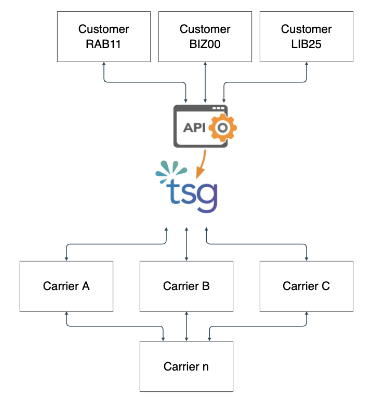 Customer
RAB11
Customer
BIZ00
Customer
LIB25
API
tsg
Carrier A
Carrier B
Carrier C
Carrier n